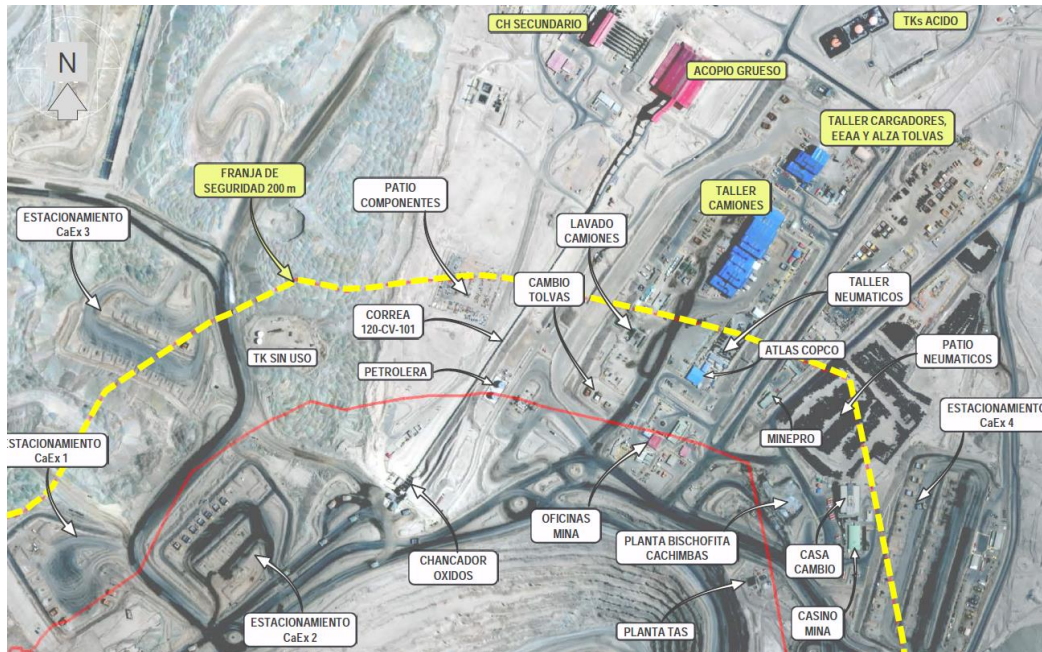 CH SECUNDARIO
TKs ACIDO
N
ACOPIO GRUESO
TALLER CARGADORES,
EEAA Y ALZA TOLVAS
FRANJA DE
SEGURIDAD 200 m
PATIO
COMPONENTES
TALLER
CAMIONES
ESTACIONAMIENTO
CaEx 3
LAVADO
CAMIONES
CAMBIO
TOLVAS
TALLER
NEUMATICOS
CORREA
120-CV-101
TK SIN USO
ATLAS COPCO
PATIO
NEUMATICOS
PETROLERA
ESTACIONAMIENTO
CaEx 4
MINEPRO
ESTACIONAMIENTO
CaEx 1
OFICINAS
MINA
PLANTA BISCHOFITA
CACHIMBAS
CASA
CAMBIO
CHANCADOR
OXIDOS
ESTACIONAMIENTO
CaEx 2
PLANTA TAS
CASINO
MINA